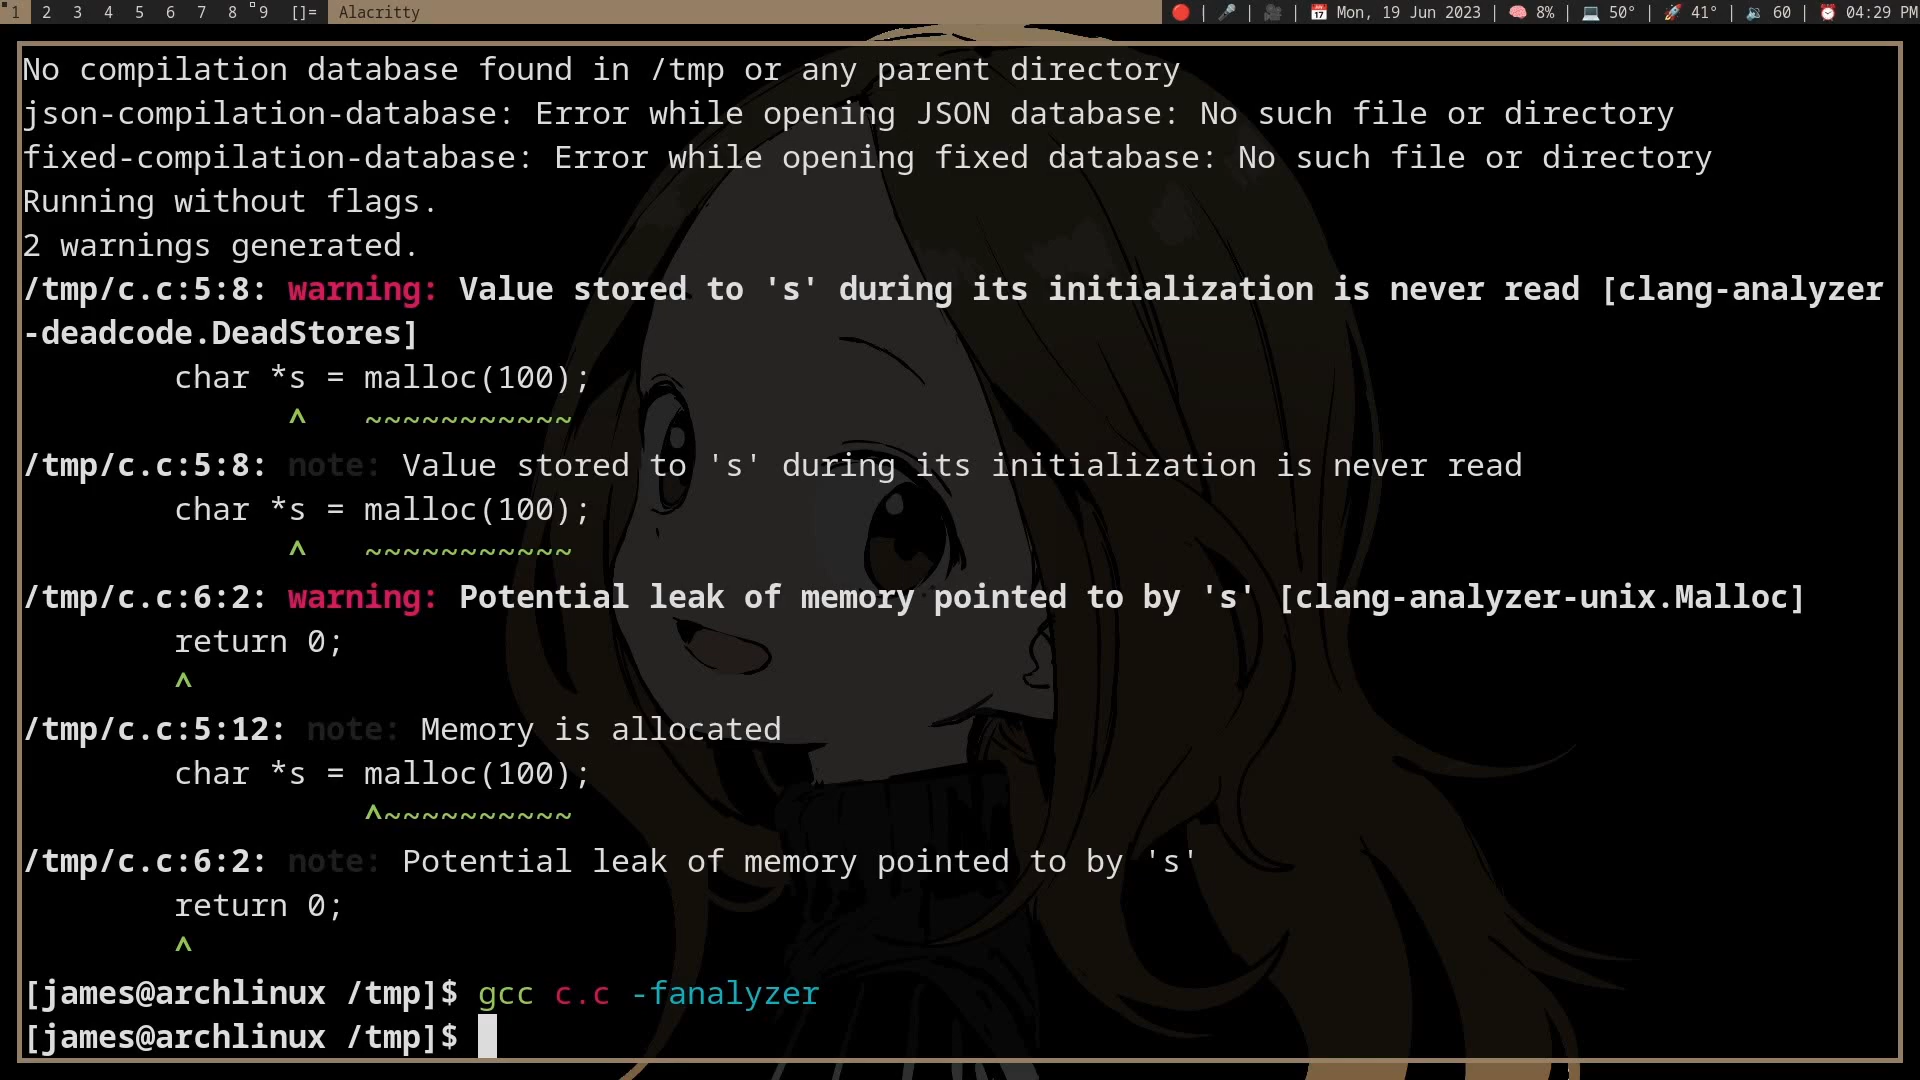 1 2 3 4 5 6 7 8 9 []= Alacritty | | | Mon, 19 Jun 2023 | 8% | 50° | 41° | 60 | 04:29 PM
No compilation database found in /tmp or any parent directory
json-compilation-database: Error while opening JSON database: No such file or directory
fixed-compilation-database: Error while opening fixed database: No such file or directory
Running without flags.
2 warnings generated.
/tmp/c.c:5:8: warning: Value stored to 's' during its initialization is never read [clang-analyzer
-deadcode.DeadStores]
        char *s = malloc(100);
              ^   ~~~~~~~~~~~
/tmp/c.c:5:8: note: Value stored to 's' during its initialization is never read
        char *s = malloc(100);
              ^   ~~~~~~~~~~~
/tmp/c.c:6:2: warning: Potential leak of memory pointed to by 's' [clang-analyzer-unix.Malloc]
        return 0;
        ^
/tmp/c.c:5:12: note: Memory is allocated
        char *s = malloc(100);
                  ^~~~~~~~~~
/tmp/c.c:6:2: note: Potential leak of memory pointed to by 's'
        return 0;
        ^
[james@archlinux /tmp]$ gcc c.c -fanalyzer
[james@archlinux /tmp]$